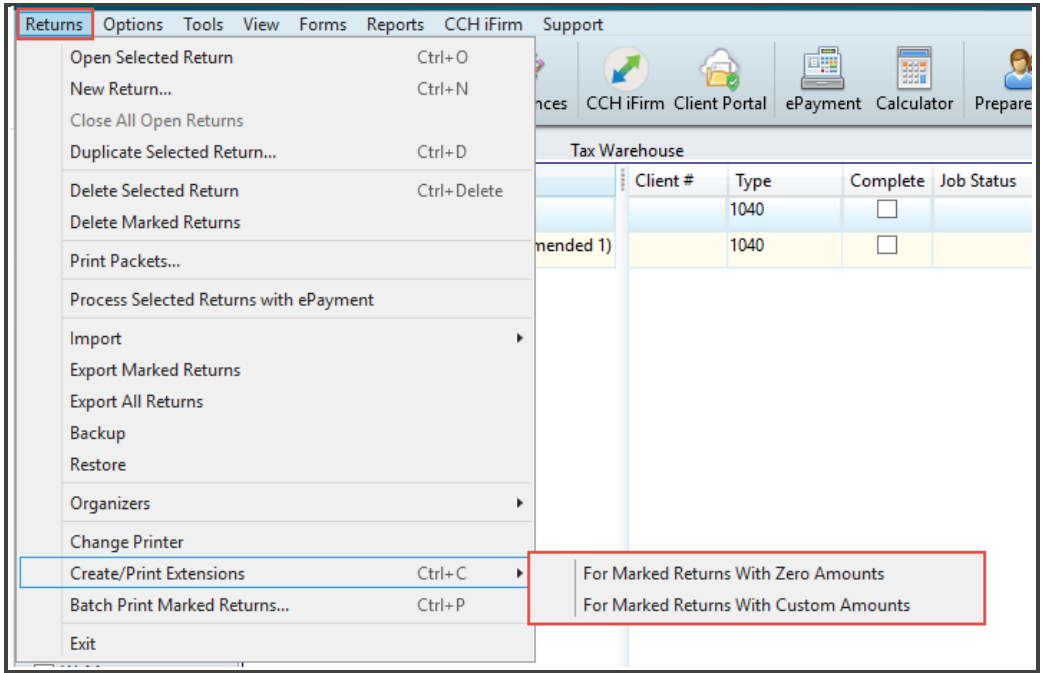 Returns Options Tools View Forms Reports CCH iFirm Support
Open Selected Return Ctrl+O
New Return... Ctrl+N
Close All Open Returns
Duplicate Selected Return... Ctrl+D
Delete Selected Return Ctrl+Delete
Delete Marked Returns
Print Packets...
Process Selected Returns with ePayment
Import
Export Marked Returns
Export All Returns
Backup
Restore
Organizers
Change Printer
Create/Print Extensions Ctrl+C
Batch Print Marked Returns... Ctrl+P
Exit
For Marked Returns With Zero Amounts
For Marked Returns With Custom Amounts
CCH iFirm Client Portal ePayment Calculator
Tax Warehouse
Client # Type Complete Job Status
1040
1) 1040